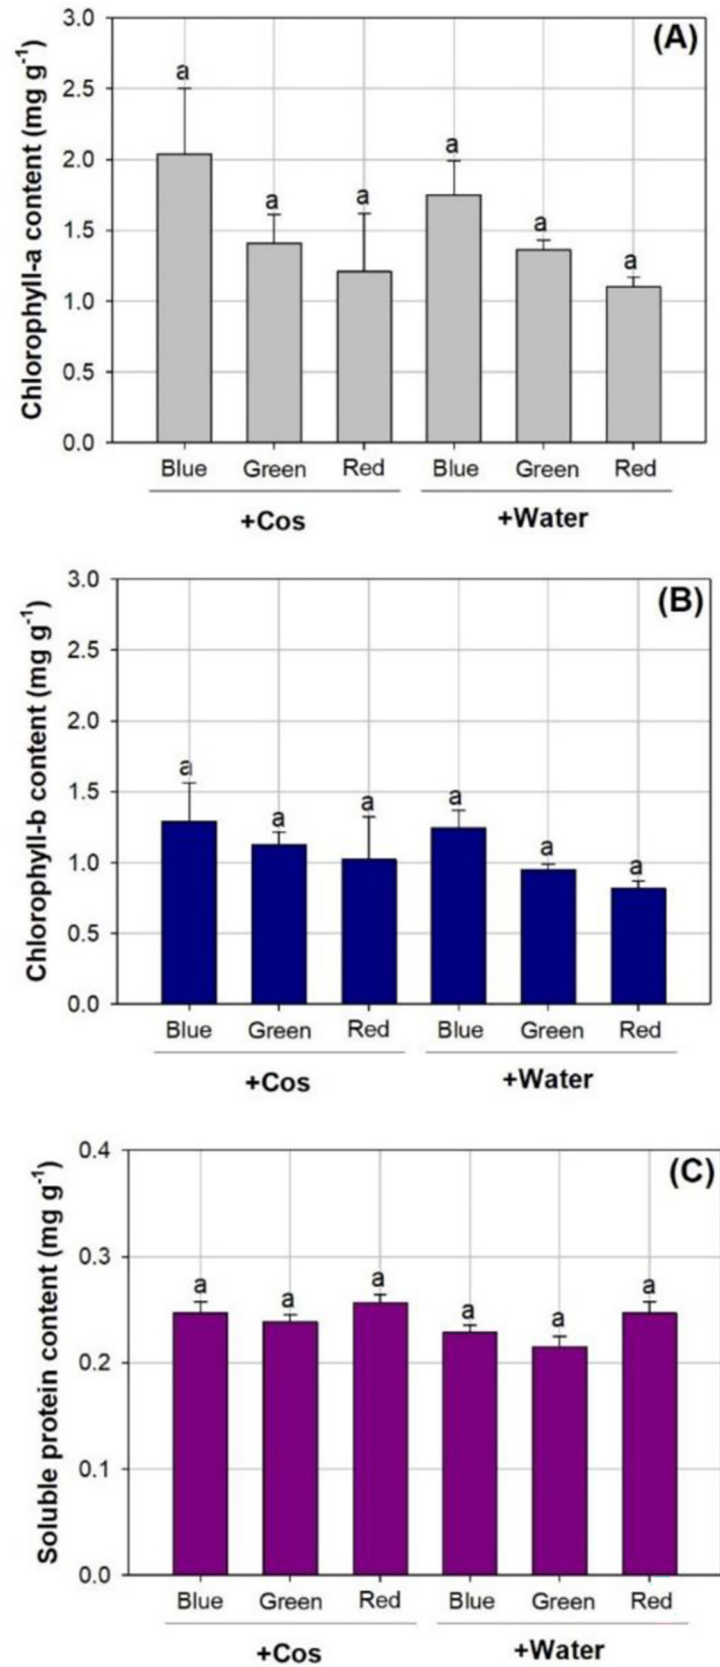 (A)
Chlorophyll-a content (mg g⁻¹)
3.0
2.5
2.0
1.5
1.0
0.5
0.0
a a a a a a
Blue Green Red Blue Green Red
+Cos +Water
(B)
Chlorophyll-b content (mg g⁻¹)
3.0
2.5
2.0
1.5
1.0
0.5
0.0
a a a a a a
Blue Green Red Blue Green Red
+Cos +Water
(C)
Soluble protein content (mg g⁻¹)
0.4
0.3
0.2
0.1
0.0
a a a a a a
Blue Green Red Blue Green Red
+Cos +Water